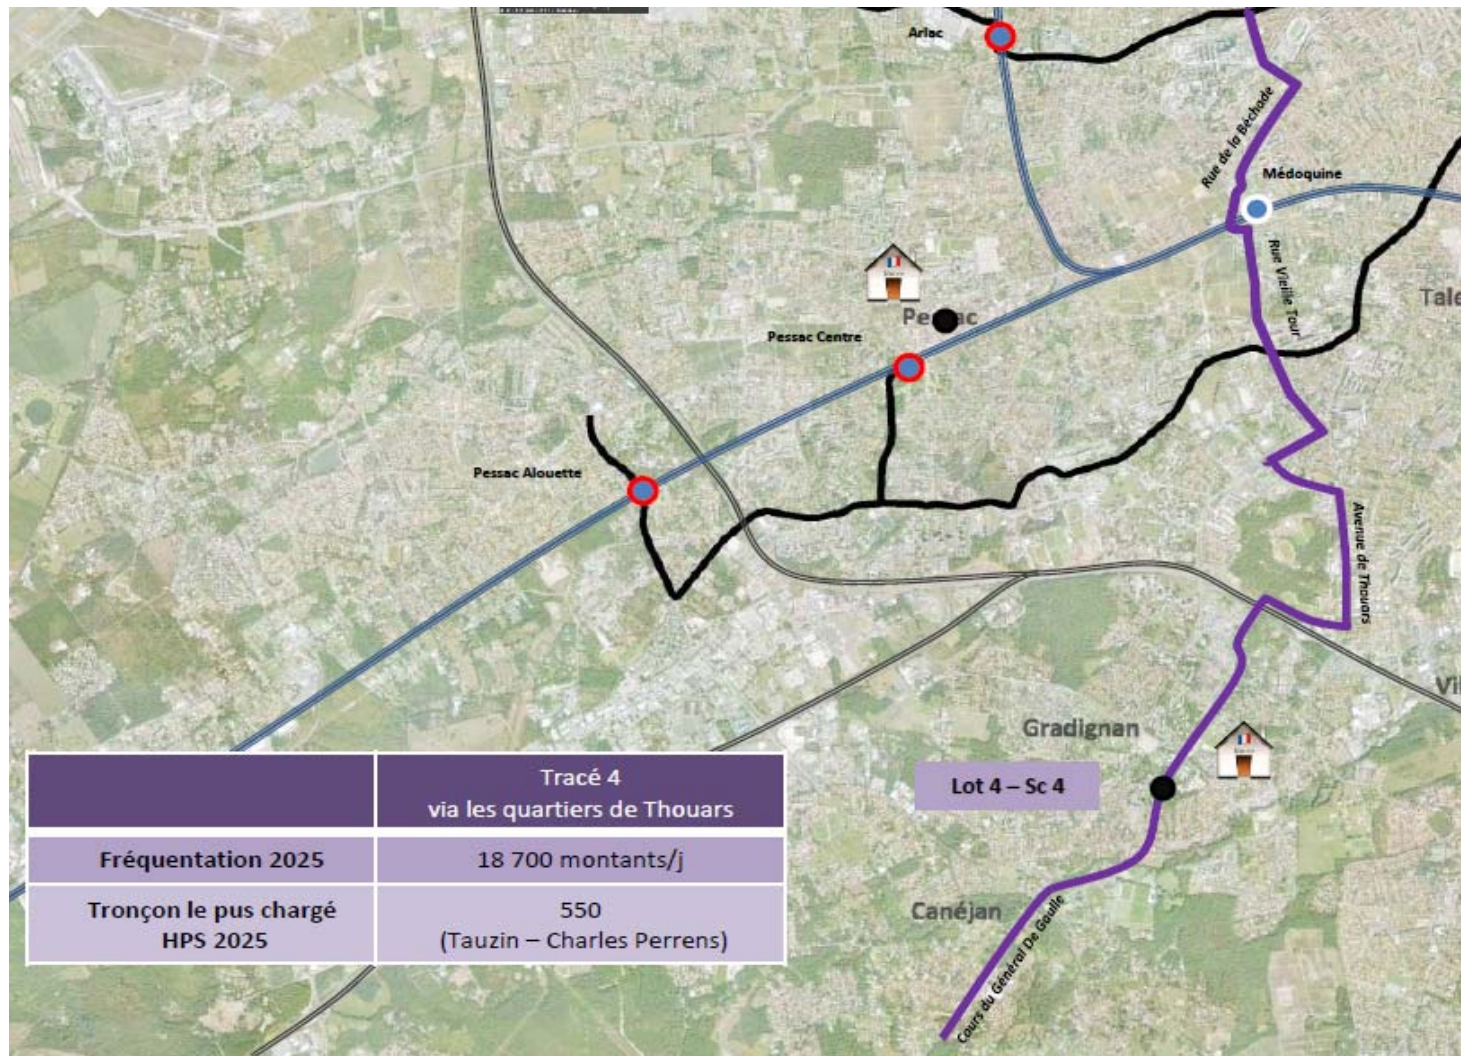 Arlac
Rue de la Béchade
Médoquine
Rue Vieille Tour
Tale
Pessac
Pessac Centre
Pessac Alouette
Avenue de Thouars
Vil
Gradignan
Lot 4 – Sc 4
Canéjan
Cours du Général De Gaulle
Tracé 4
via les quartiers de Thouars
Fréquentation 2025
18 700 montants/j
Tronçon le pus chargé
HPS 2025
550
(Tauzin – Charles Perrens)